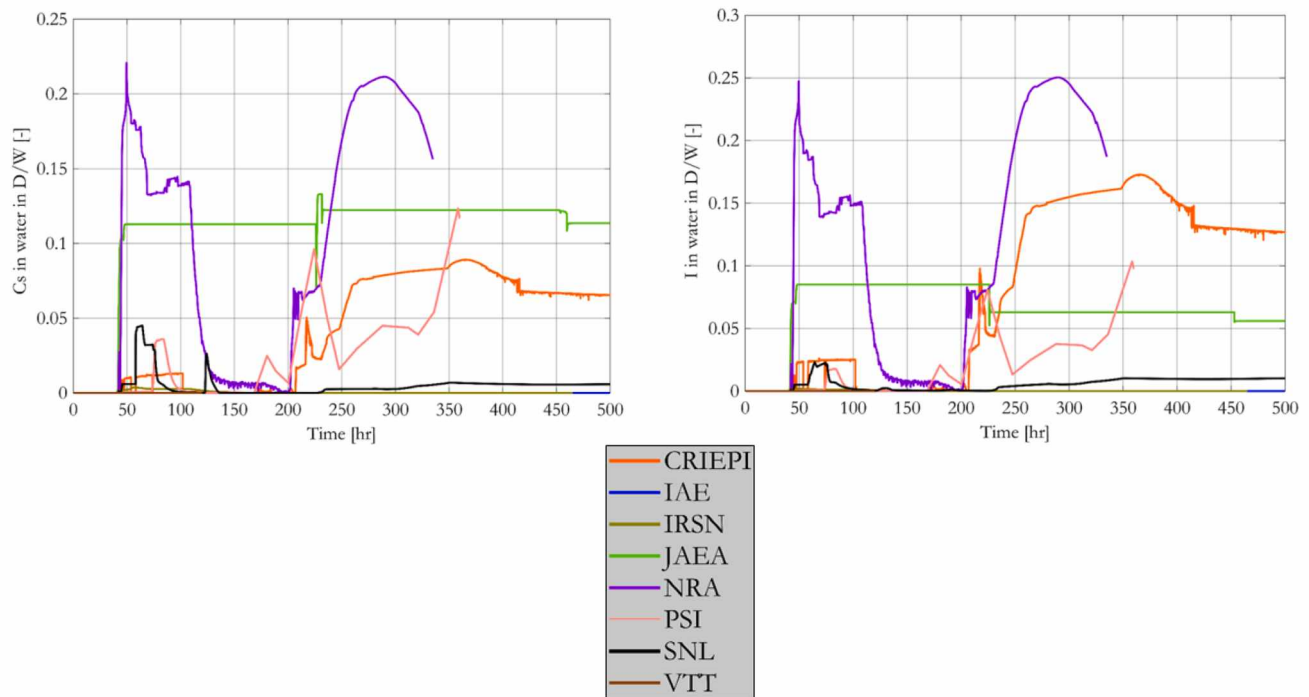 0.25
0.2
0.15
0.1
0.05
0
Cs in water in D/W [-]
0 50 100 150 200 250 300 350 400 450 500
Time [hr]
0.3
0.25
0.2
0.15
0.1
0.05
0
I in water in D/W [-]
0 50 100 150 200 250 300 350 400 450 500
Time [hr]
CRIEPI
IAE
IRSN
JAEA
NRA
PSI
SNL
VTT